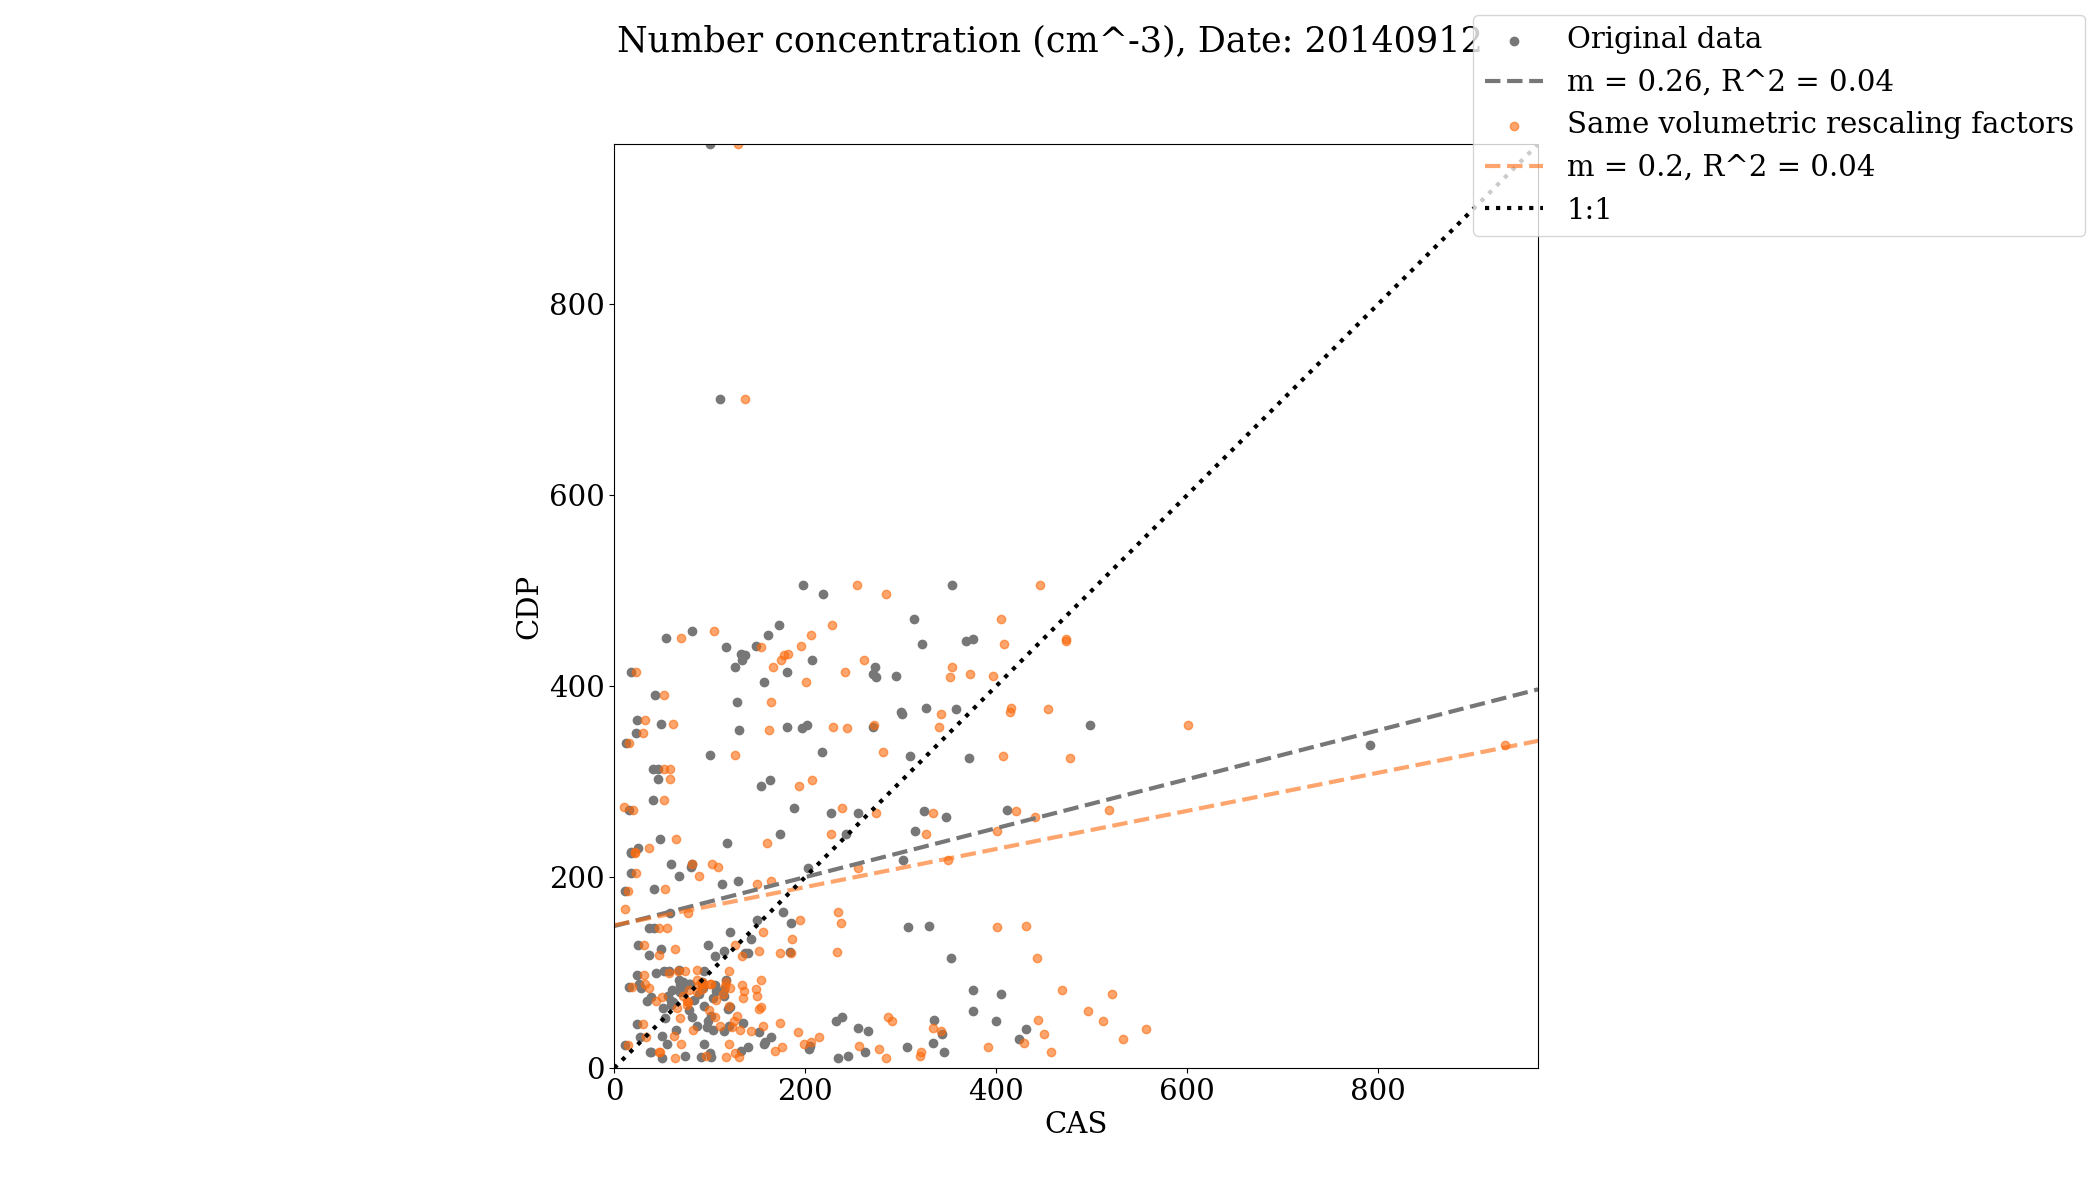 Number concentration (cm^-3), Date: 20140912
Original data
m = 0.26, R^2 = 0.04
Same volumetric rescaling factors
m = 0.2, R^2 = 0.04
1:1
800
600
400
200
0
CDP
0 200 400 600 800
CAS